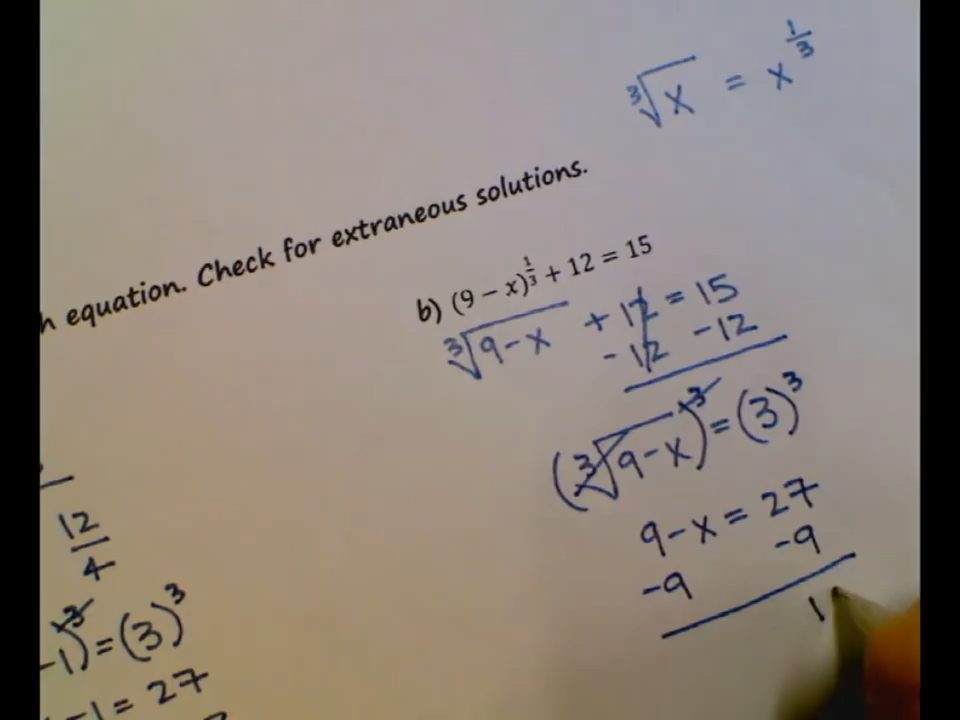 ∛x = x^(1/3)
equation. Check for extraneous solutions.
b) (9 − x)^(1/3) + 12 = 15
∛(9-x) + 12 = 15
- 12 -12
(∛(9-x))^3 = (3)^3
9-x = 27
-9 -9
1
12/4
-1)^3 = (3)^3
-1 = 27